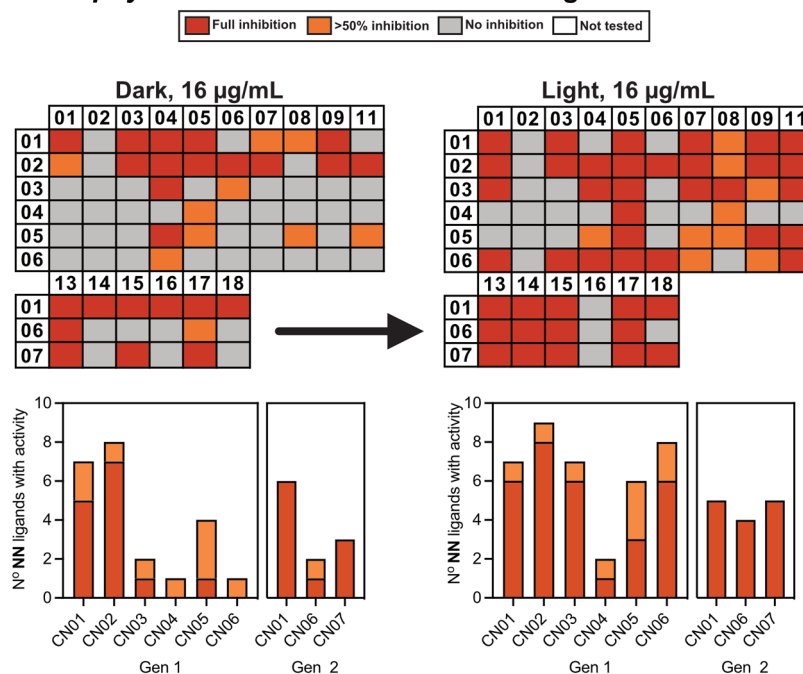 Full inhibition >50% inhibition No inhibition Not tested
Dark, 16 µg/mL
01 02 03 04 05 06 07 08 09 11
01
02
03
04
05
06
13 14 15 16 17 18
01
06
07
Light, 16 µg/mL
01 02 03 04 05 06 07 08 09 11
01
02
03
04
05
06
13 14 15 16 17 18
01
06
07
Nº NN ligands with activity
10
8
6
4
2
0
CN01 CN02 CN03 CN04 CN05 CN06 CN01 CN06 CN07
Gen 1 Gen 2
Nº NN ligands with activity
10
8
6
4
2
0
CN01 CN02 CN03 CN04 CN05 CN06 CN01 CN06 CN07
Gen 1 Gen 2